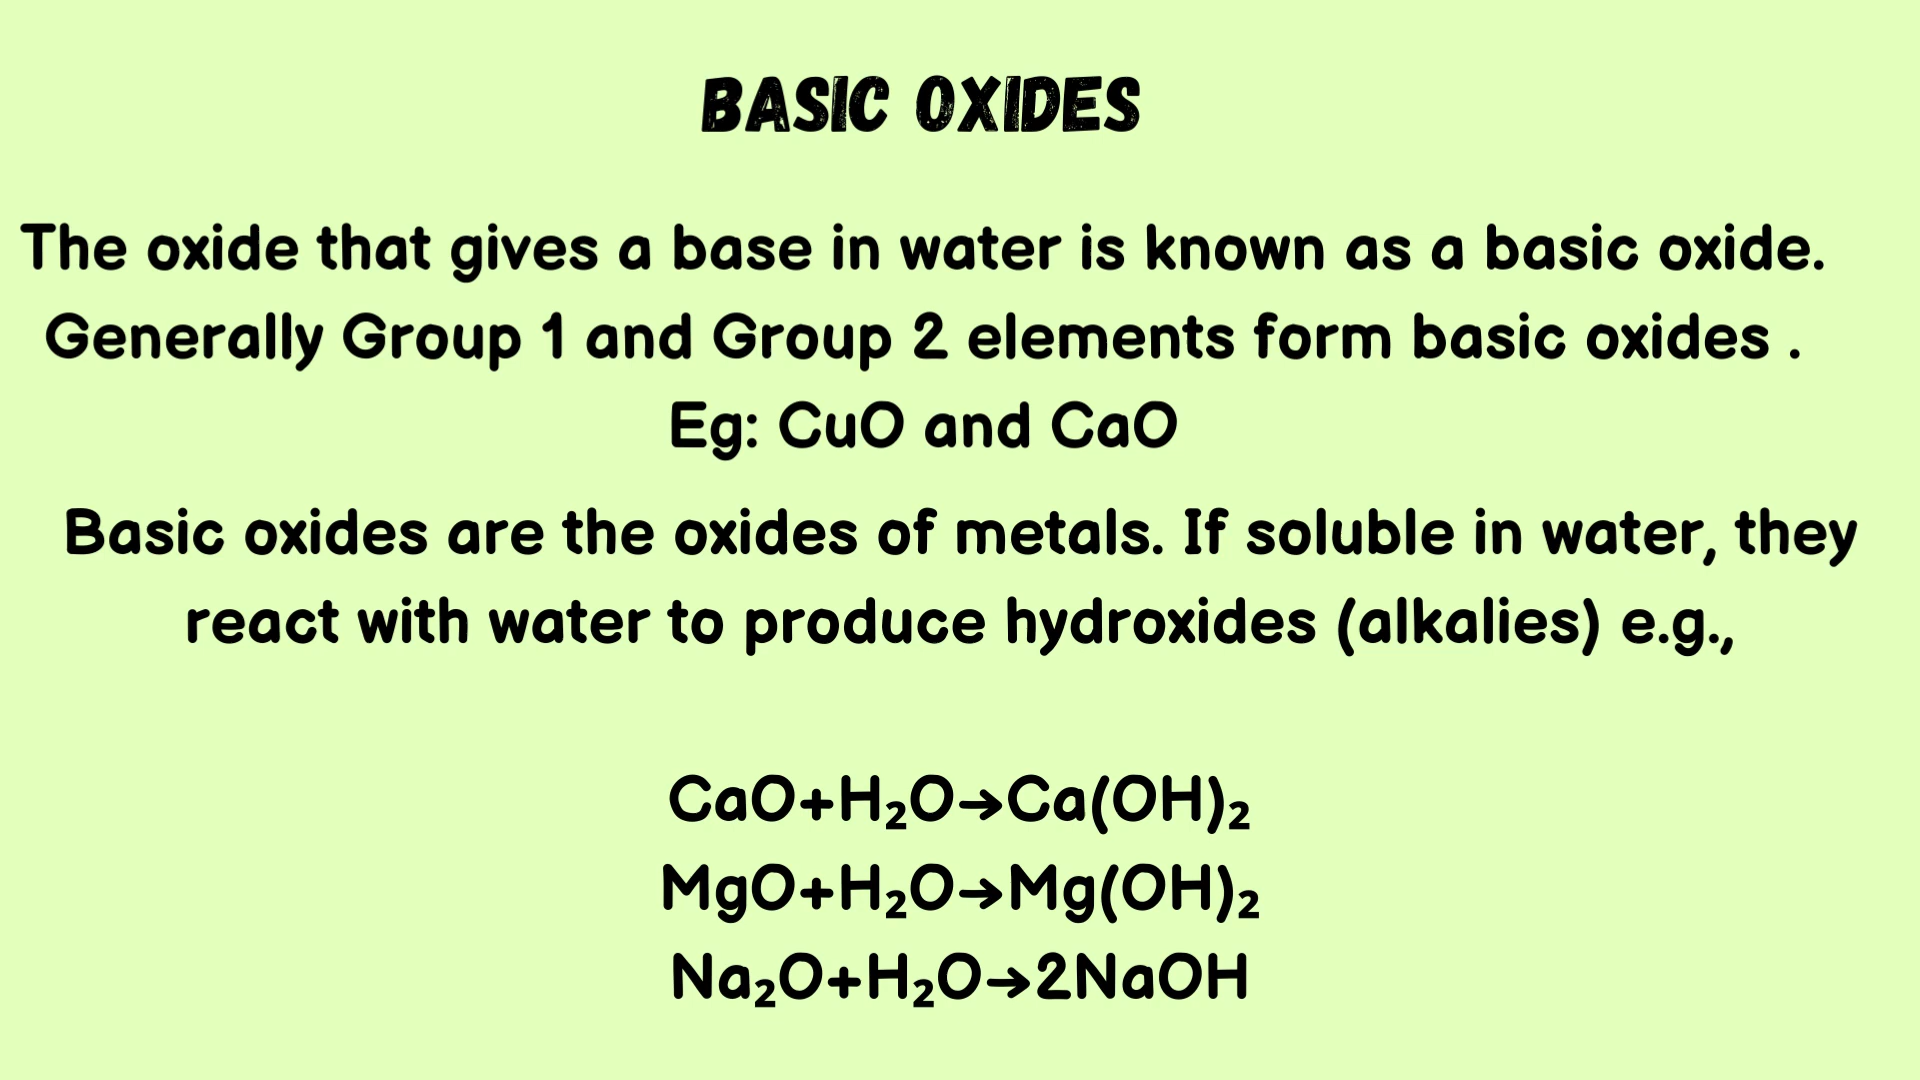 BASIC OXIDES
The oxide that gives a base in water is known as a basic oxide.
Generally Group 1 and Group 2 elements form basic oxides .
Eg: CuO and CaO
Basic oxides are the oxides of metals. If soluble in water, they
react with water to produce hydroxides (alkalies) e.g.,
CaO+H₂O→Ca(OH)₂
MgO+H₂O→Mg(OH)₂
Na₂O+H₂O→2NaOH